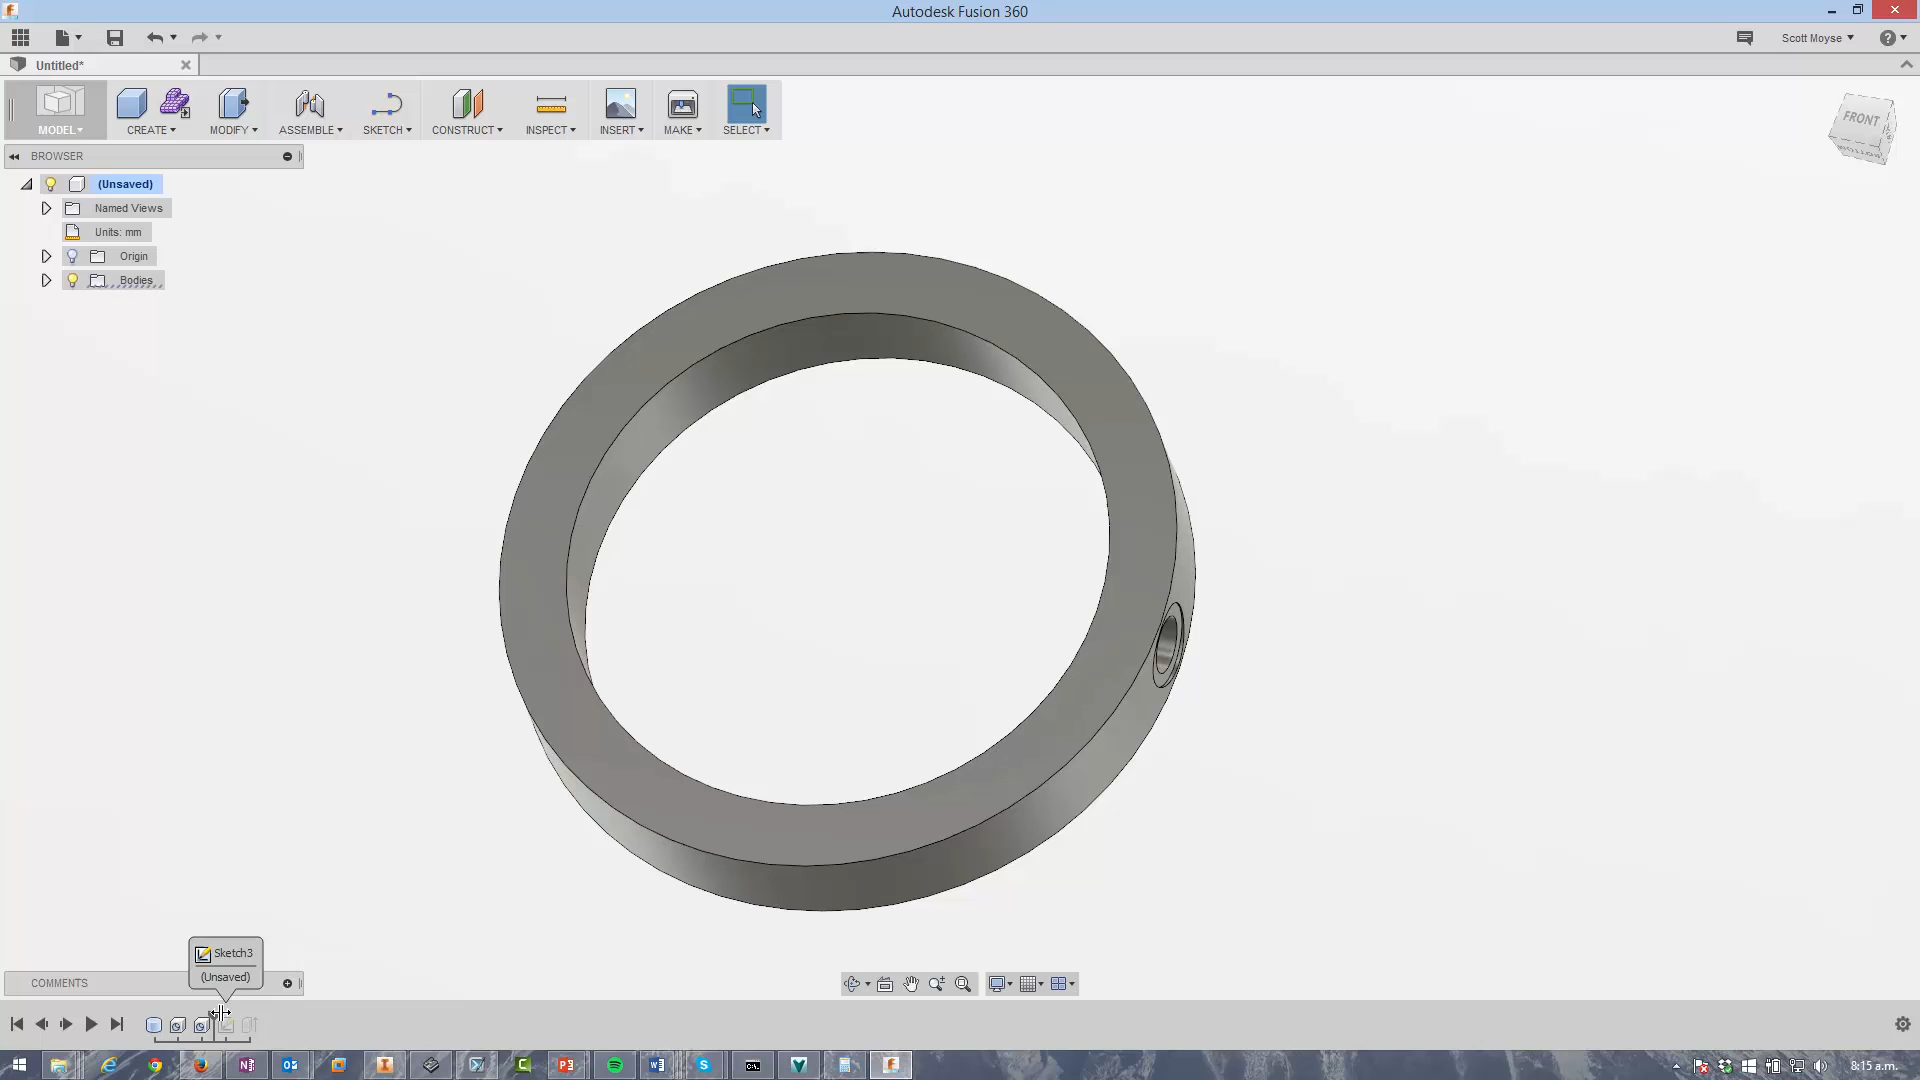 Autodesk Fusion 360
Scott Moyse
Untitled*
MODEL
CREATE
MODIFY
ASSEMBLE
SKETCH
CONSTRUCT
INSPECT
INSERT
MAKE
SELECT
FRONT
BOTTOM
BROWSER
(Unsaved)
Named Views
Units: mm
Origin
Bodies
Sketch3
(Unsaved)
COMMENTS
8:15 a.m.